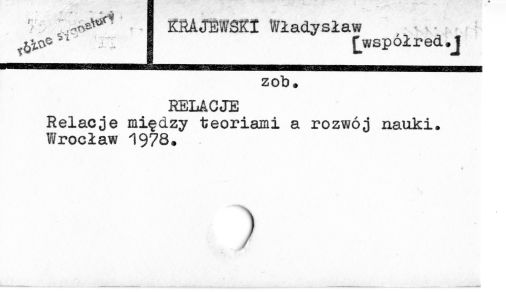 różne sygnatury
KRAJEWSKI Władysław
[współred.]
zob.
RELACJE
Relacje między teoriami a rozwój nauki.
Wrocław 1978.